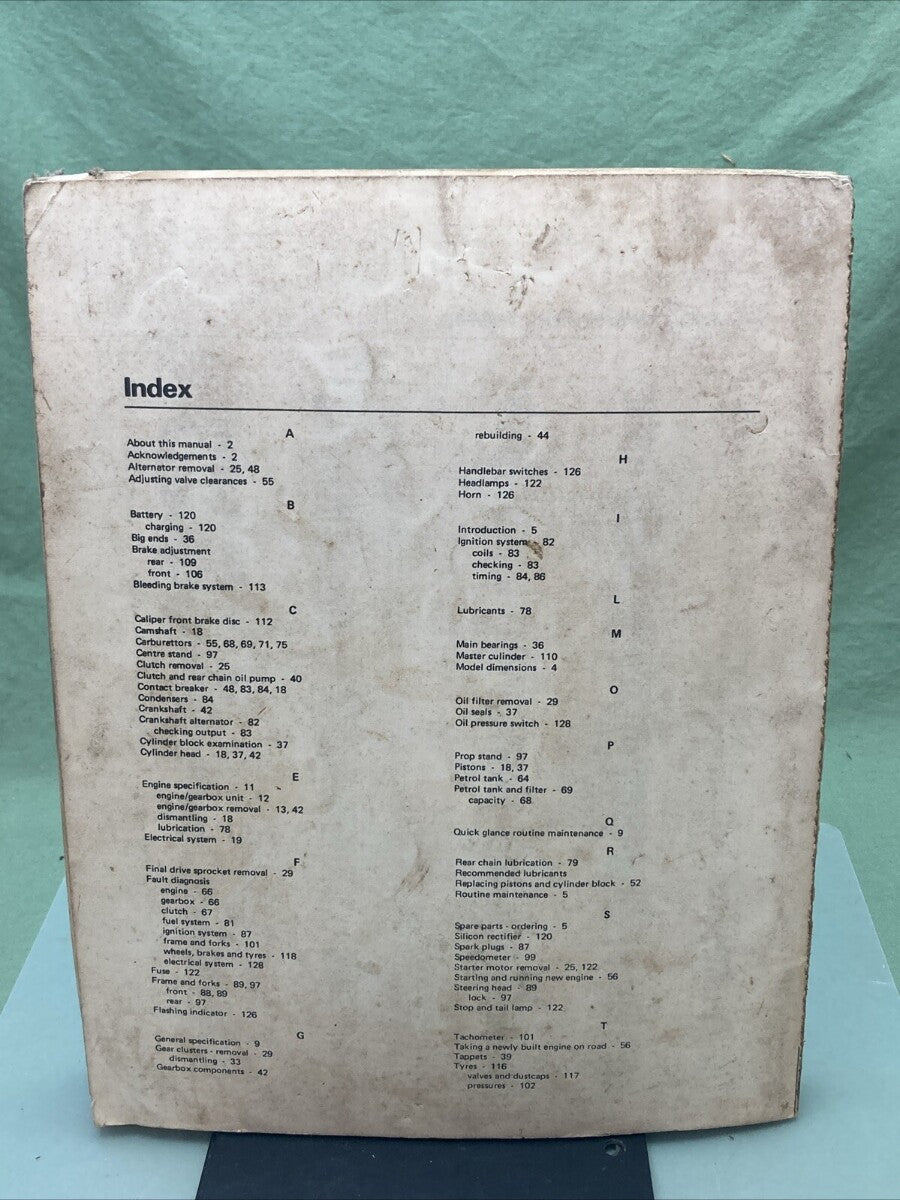 Index
A
About this manual - 2
Acknowledgements - 2
Alternator removal - 25, 48
Adjusting valve clearances - 55
B
Battery - 120
charging - 120
Big ends - 36
Brake adjustment
rear - 109
front - 106
Bleeding brake system - 113
C
Caliper front brake disc - 112
Camshaft - 18
Carburettors - 55, 68, 69, 71, 75
Centre stand - 97
Clutch removal - 25
Clutch and rear chain oil pump - 40
Contact breaker - 48, 83, 84, 18
Condensers - 84
Crankshaft - 42
Crankshaft alternator - 82
checking output - 83
Cylinder block examination - 37
Cylinder head - 18, 37, 42
E
Engine specification - 11
engine/gearbox unit - 12
engine/gearbox removal - 13, 42
dismantling - 18
lubrication - 78
Electrical system - 19
F
Final drive sprocket removal - 29
Fault diagnosis
engine - 66
gearbox - 66
clutch - 67
fuel system - 81
ignition system - 87
frame and forks - 101
wheels, brakes and tyres - 118
electrical system - 128
Fuse - 122
Frame and forks - 89, 97
front - 88, 89
rear - 97
Flashing indicator - 126
G
General specification - 9
Gear clusters - removal - 29
dismantling - 33
Gearbox components - 42
rebuilding - 44
H
Handlebar switches - 126
Headlamps - 122
Horn - 126
I
Introduction - 5
Ignition system - 82
coils - 83
checking - 83
timing - 84, 86
L
Lubricants - 78
M
Main bearings - 36
Master culinder - 110
Model dimensions - 4
O
Oil filter removal - 29
Oil seals - 37
Oil pressure switch - 128
P
Prop stand - 97
Pistons - 18, 37
Petrol tank - 64
Petrol tank and filter - 69
capacity - 68
Q
Quick glance routine maintenance - 9
R
Rear chain lubrication - 79
Recommended lubricants
Replacing pistons and cylinder block - 52
Routine maintenance - 5
S
Spare parts - ordering - 5
Silicon rectifier - 120
Spark plugs - 87
Speedometer - 99
Starter motor removal - 25, 122
Starting and running new engine - 56
Steering head - 89
lock - 97
Stop and tail lamp - 122
T
Tachometer - 101
Taking a newly built engine on road - 56
Tappets - 39
Tyres - 116
valves and dustcaps - 117
pressures - 102